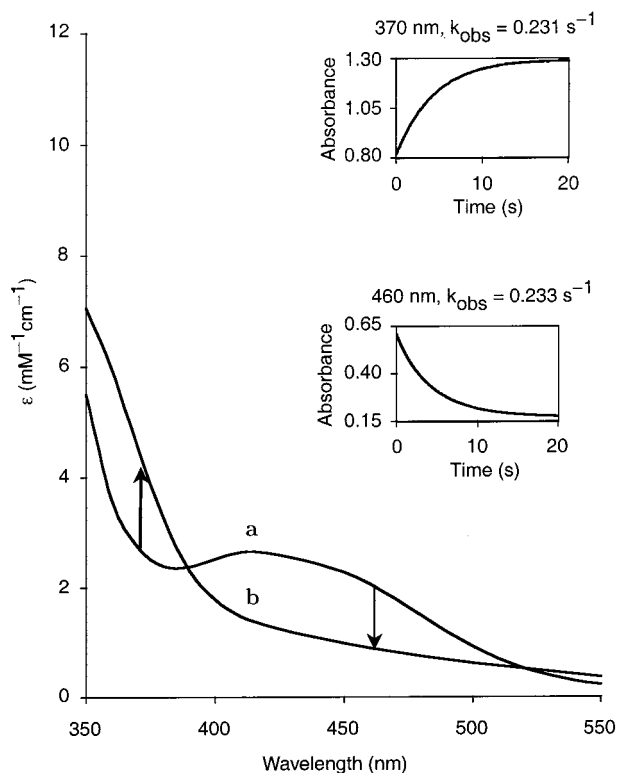 370 nm, kobs = 0.231 s−1
1.30
1.05
0.80
Absorbance
0
10
20
Time (s)
460 nm, kobs = 0.233 s−1
0.65
0.40
0.15
Absorbance
0
10
20
Time (s)
12
10
8
6
4
2
0
ε (mM−1cm−1)
a
b
350
400
450
500
550
Wavelength (nm)